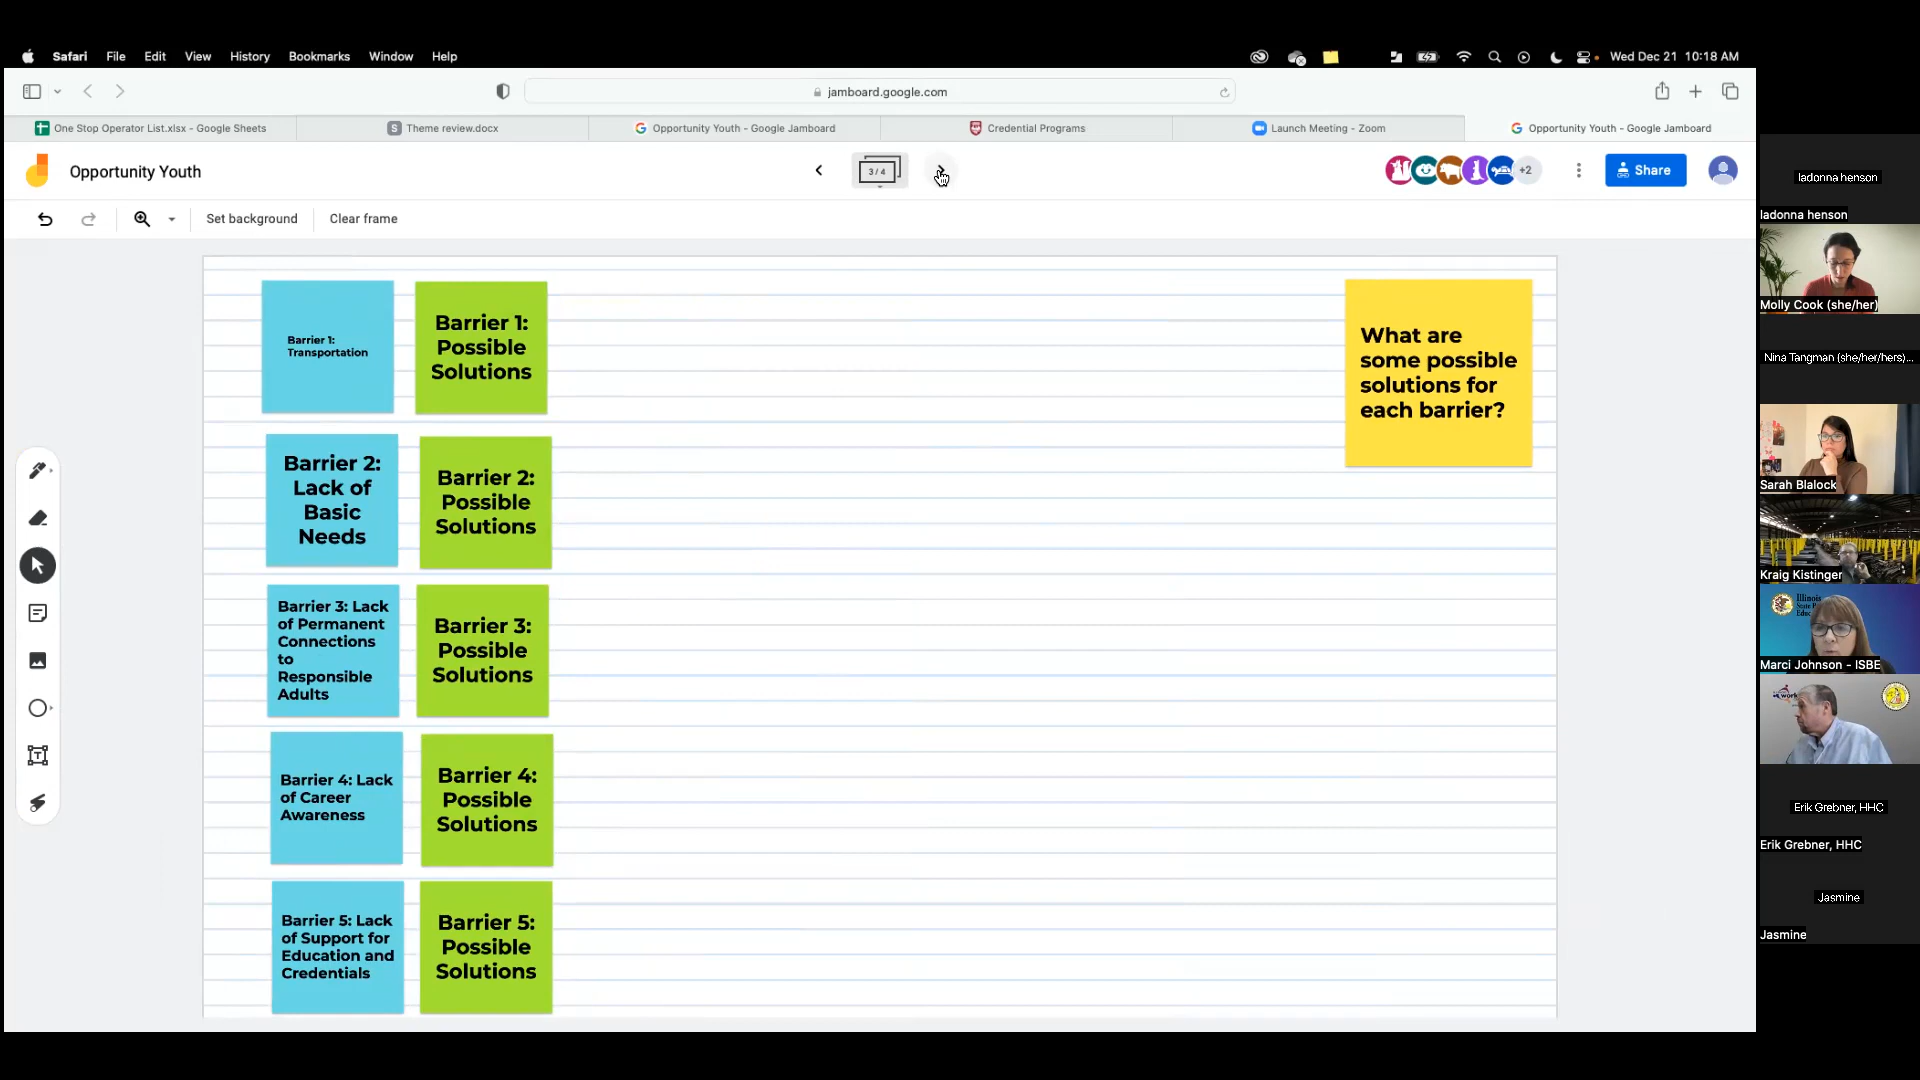 Safari File Edit View History Bookmarks Window Help
Wed Dec 21 10:18 AM
jamboard.google.com
One Stop Operator List.xlsx - Google Sheets
Theme review.docx
Opportunity Youth - Google Jamboard
Credential Programs
Launch Meeting - Zoom
Opportunity Youth - Google Jamboard
Opportunity Youth
3 / 4
+2
Share
Set background
Clear frame
Barrier 1:
Transportation
Barrier 1:
Possible
Solutions
What are
some possible
solutions for
each barrier?
Barrier 2:
Lack of
Basic
Needs
Barrier 2:
Possible
Solutions
Barrier 3: Lack
of Permanent
Connections
to
Responsible
Adults
Barrier 3:
Possible
Solutions
Barrier 4: Lack
of Career
Awareness
Barrier 4:
Possible
Solutions
Barrier 5: Lack
of Support for
Education and
Credentials
Barrier 5:
Possible
Solutions
ladonna henson
ladonna henson
Molly Cook (she/her)
Nina Tangman (she/her/hers)...
Sarah Blalock
Kraig Kistinger
Illinois
Marci Johnson - ISBE
Erik Grebner, HHC
Erik Grebner, HHC
Jasmine
Jasmine